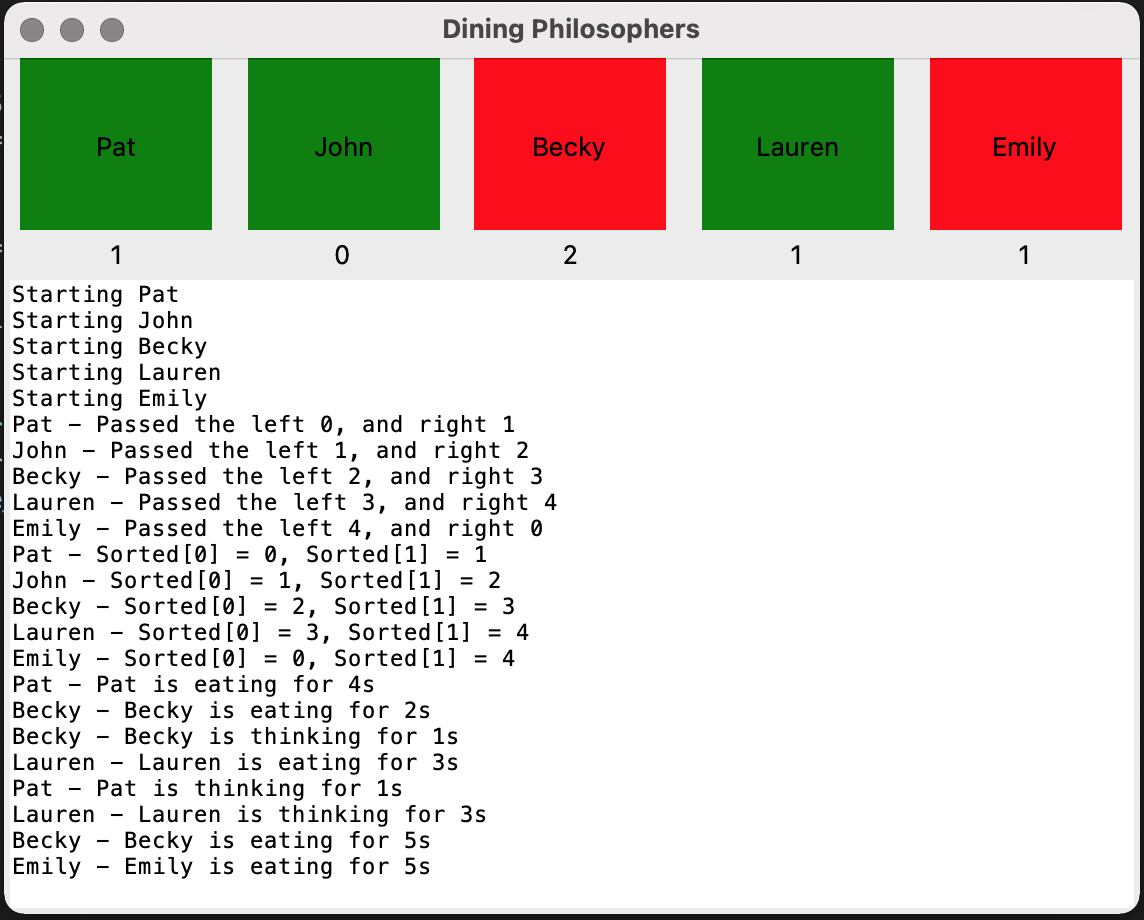 Dining Philosophers
Pat John Becky Lauren Emily
1 0 2 1 1
Starting Pat
Starting John
Starting Becky
Starting Lauren
Starting Emily
Pat – Passed the left 0, and right 1
John – Passed the left 1, and right 2
Becky – Passed the left 2, and right 3
Lauren – Passed the left 3, and right 4
Emily – Passed the left 4, and right 0
Pat – Sorted[0] = 0, Sorted[1] = 1
John – Sorted[0] = 1, Sorted[1] = 2
Becky – Sorted[0] = 2, Sorted[1] = 3
Lauren – Sorted[0] = 3, Sorted[1] = 4
Emily – Sorted[0] = 0, Sorted[1] = 4
Pat – Pat is eating for 4s
Becky – Becky is eating for 2s
Becky – Becky is thinking for 1s
Lauren – Lauren is eating for 3s
Pat – Pat is thinking for 1s
Lauren – Lauren is thinking for 3s
Becky – Becky is eating for 5s
Emily – Emily is eating for 5s